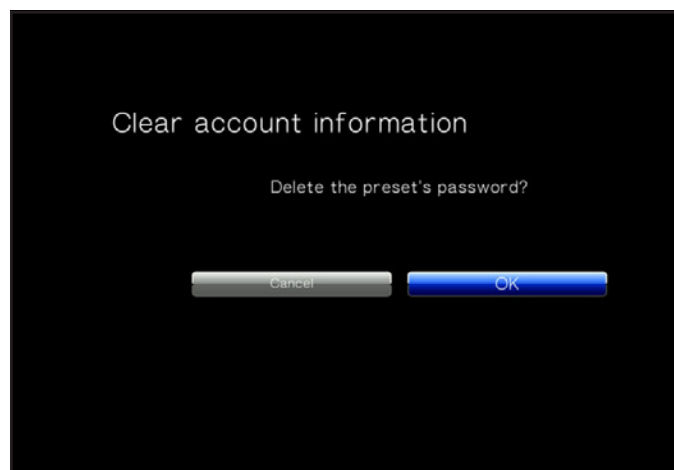 Clear account information
Delete the preset's password?
Cancel
OK